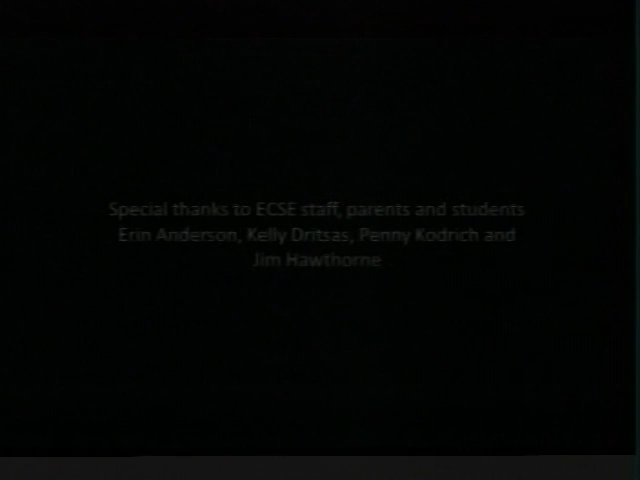 Special thanks to ECSE staff, parents and students
Erin Anderson, Kelly Dritsas, Penny Kodrich and
Jim Hawthorne